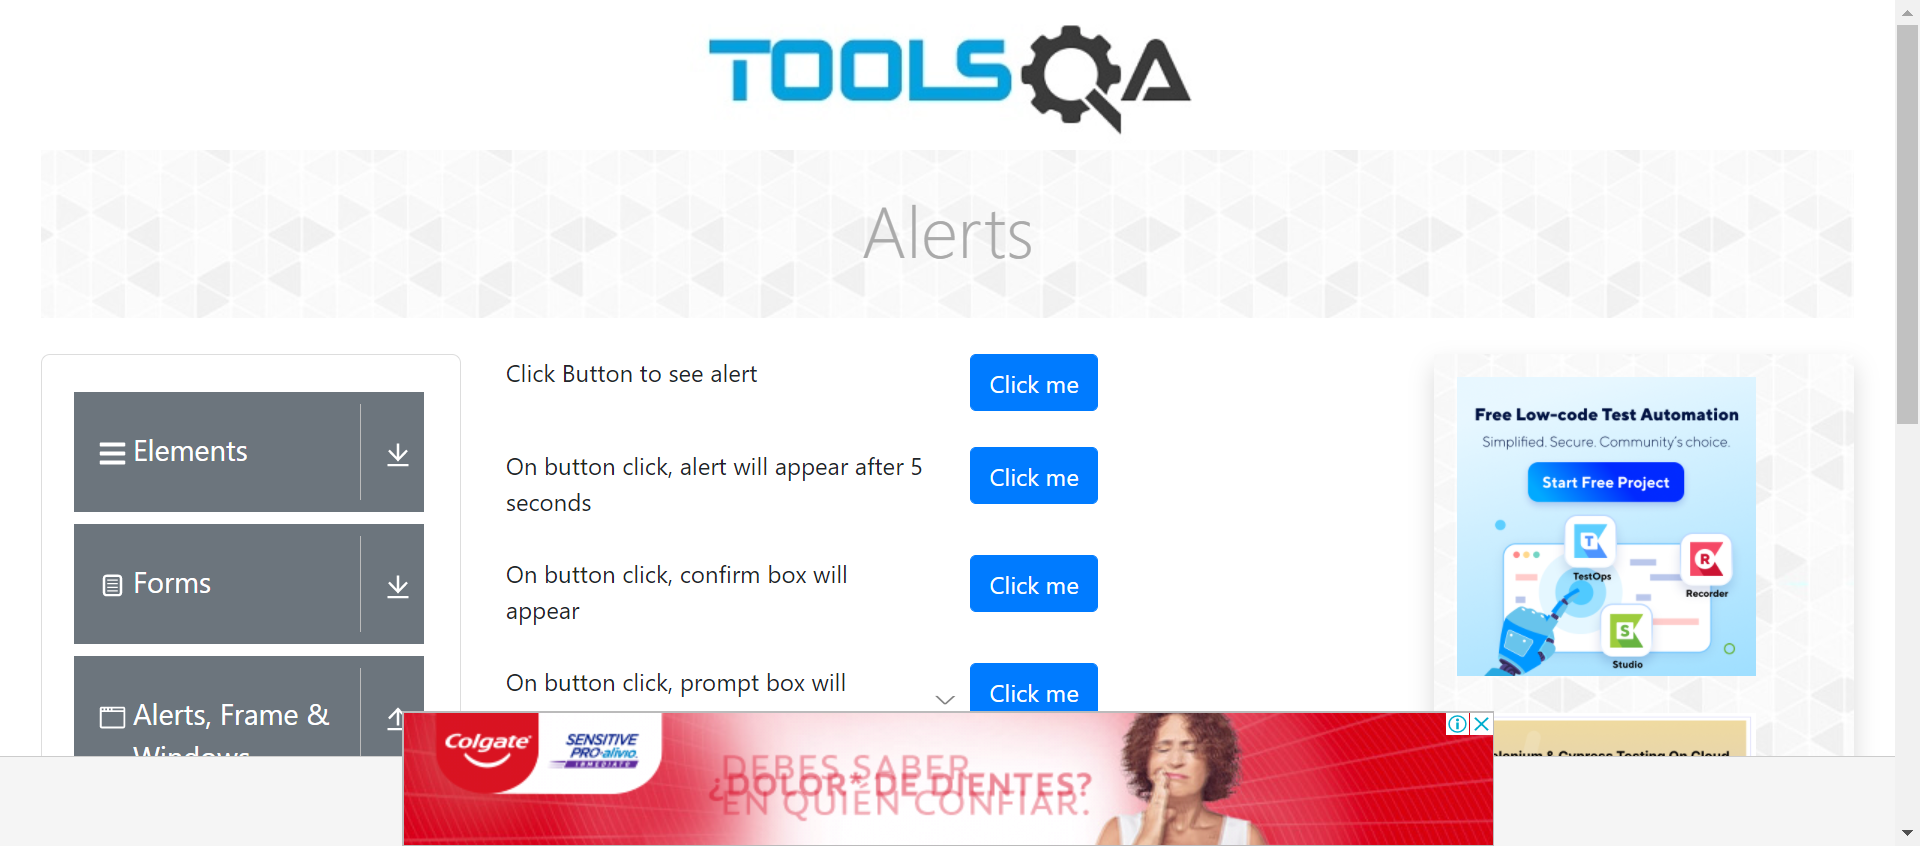 TOOLSQA
Alerts
Elements
Forms
Alerts, Frame &
Windows
Click Button to see alert
Click me
On button click, alert will appear after 5
seconds
Click me
On button click, confirm box will
appear
Click me
On button click, prompt box will
Click me
Free Low-code Test Automation
Simplified. Secure. Community's choice.
Start Free Project
TestOps
Recorder
Studio
lenium & Cypress Testing On Cloud
Colgate
SENSITIVE
PRO-alivio
INMEDIATO
DEBES SABER
¿DOLOR* DE DIENTES?
EN QUIÉN CONFIAR.